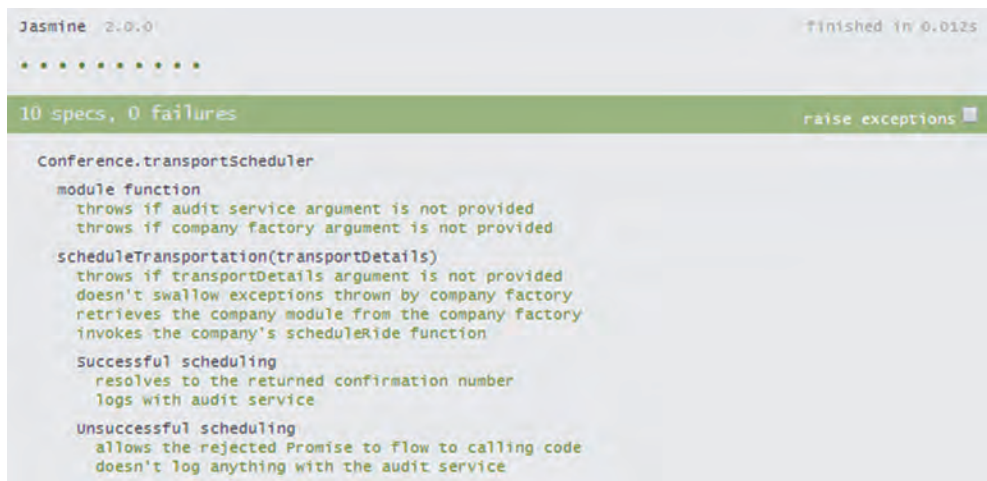 Jasmine 2.0.0
finished in 0.012s
10 specs, 0 failures
raise exceptions
Conference.transportScheduler
module function
throws if audit service argument is not provided
throws if company factory argument is not provided
scheduleTransportation(transportDetails)
throws if transportDetails argument is not provided
doesn't swallow exceptions thrown by company factory
retrieves the company module from the company factory
invokes the company's scheduleRide function
Successful scheduling
resolves to the returned confirmation number
logs with audit service
Unsuccessful scheduling
allows the rejected Promise to flow to calling code
doesn't log anything with the audit service